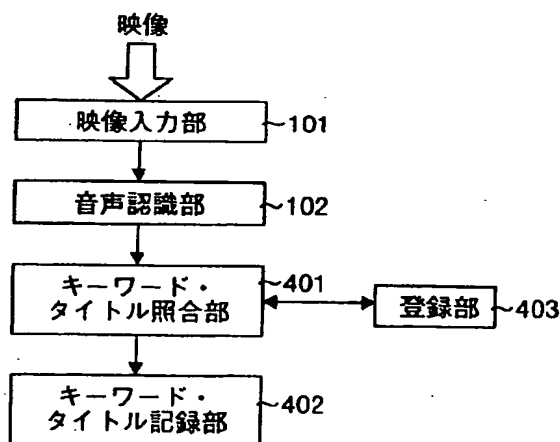 映像
映像入力部
101
音声認識部
102
キーワード・
タイトル照合部
401
登録部
403
キーワード・
タイトル記録部
402